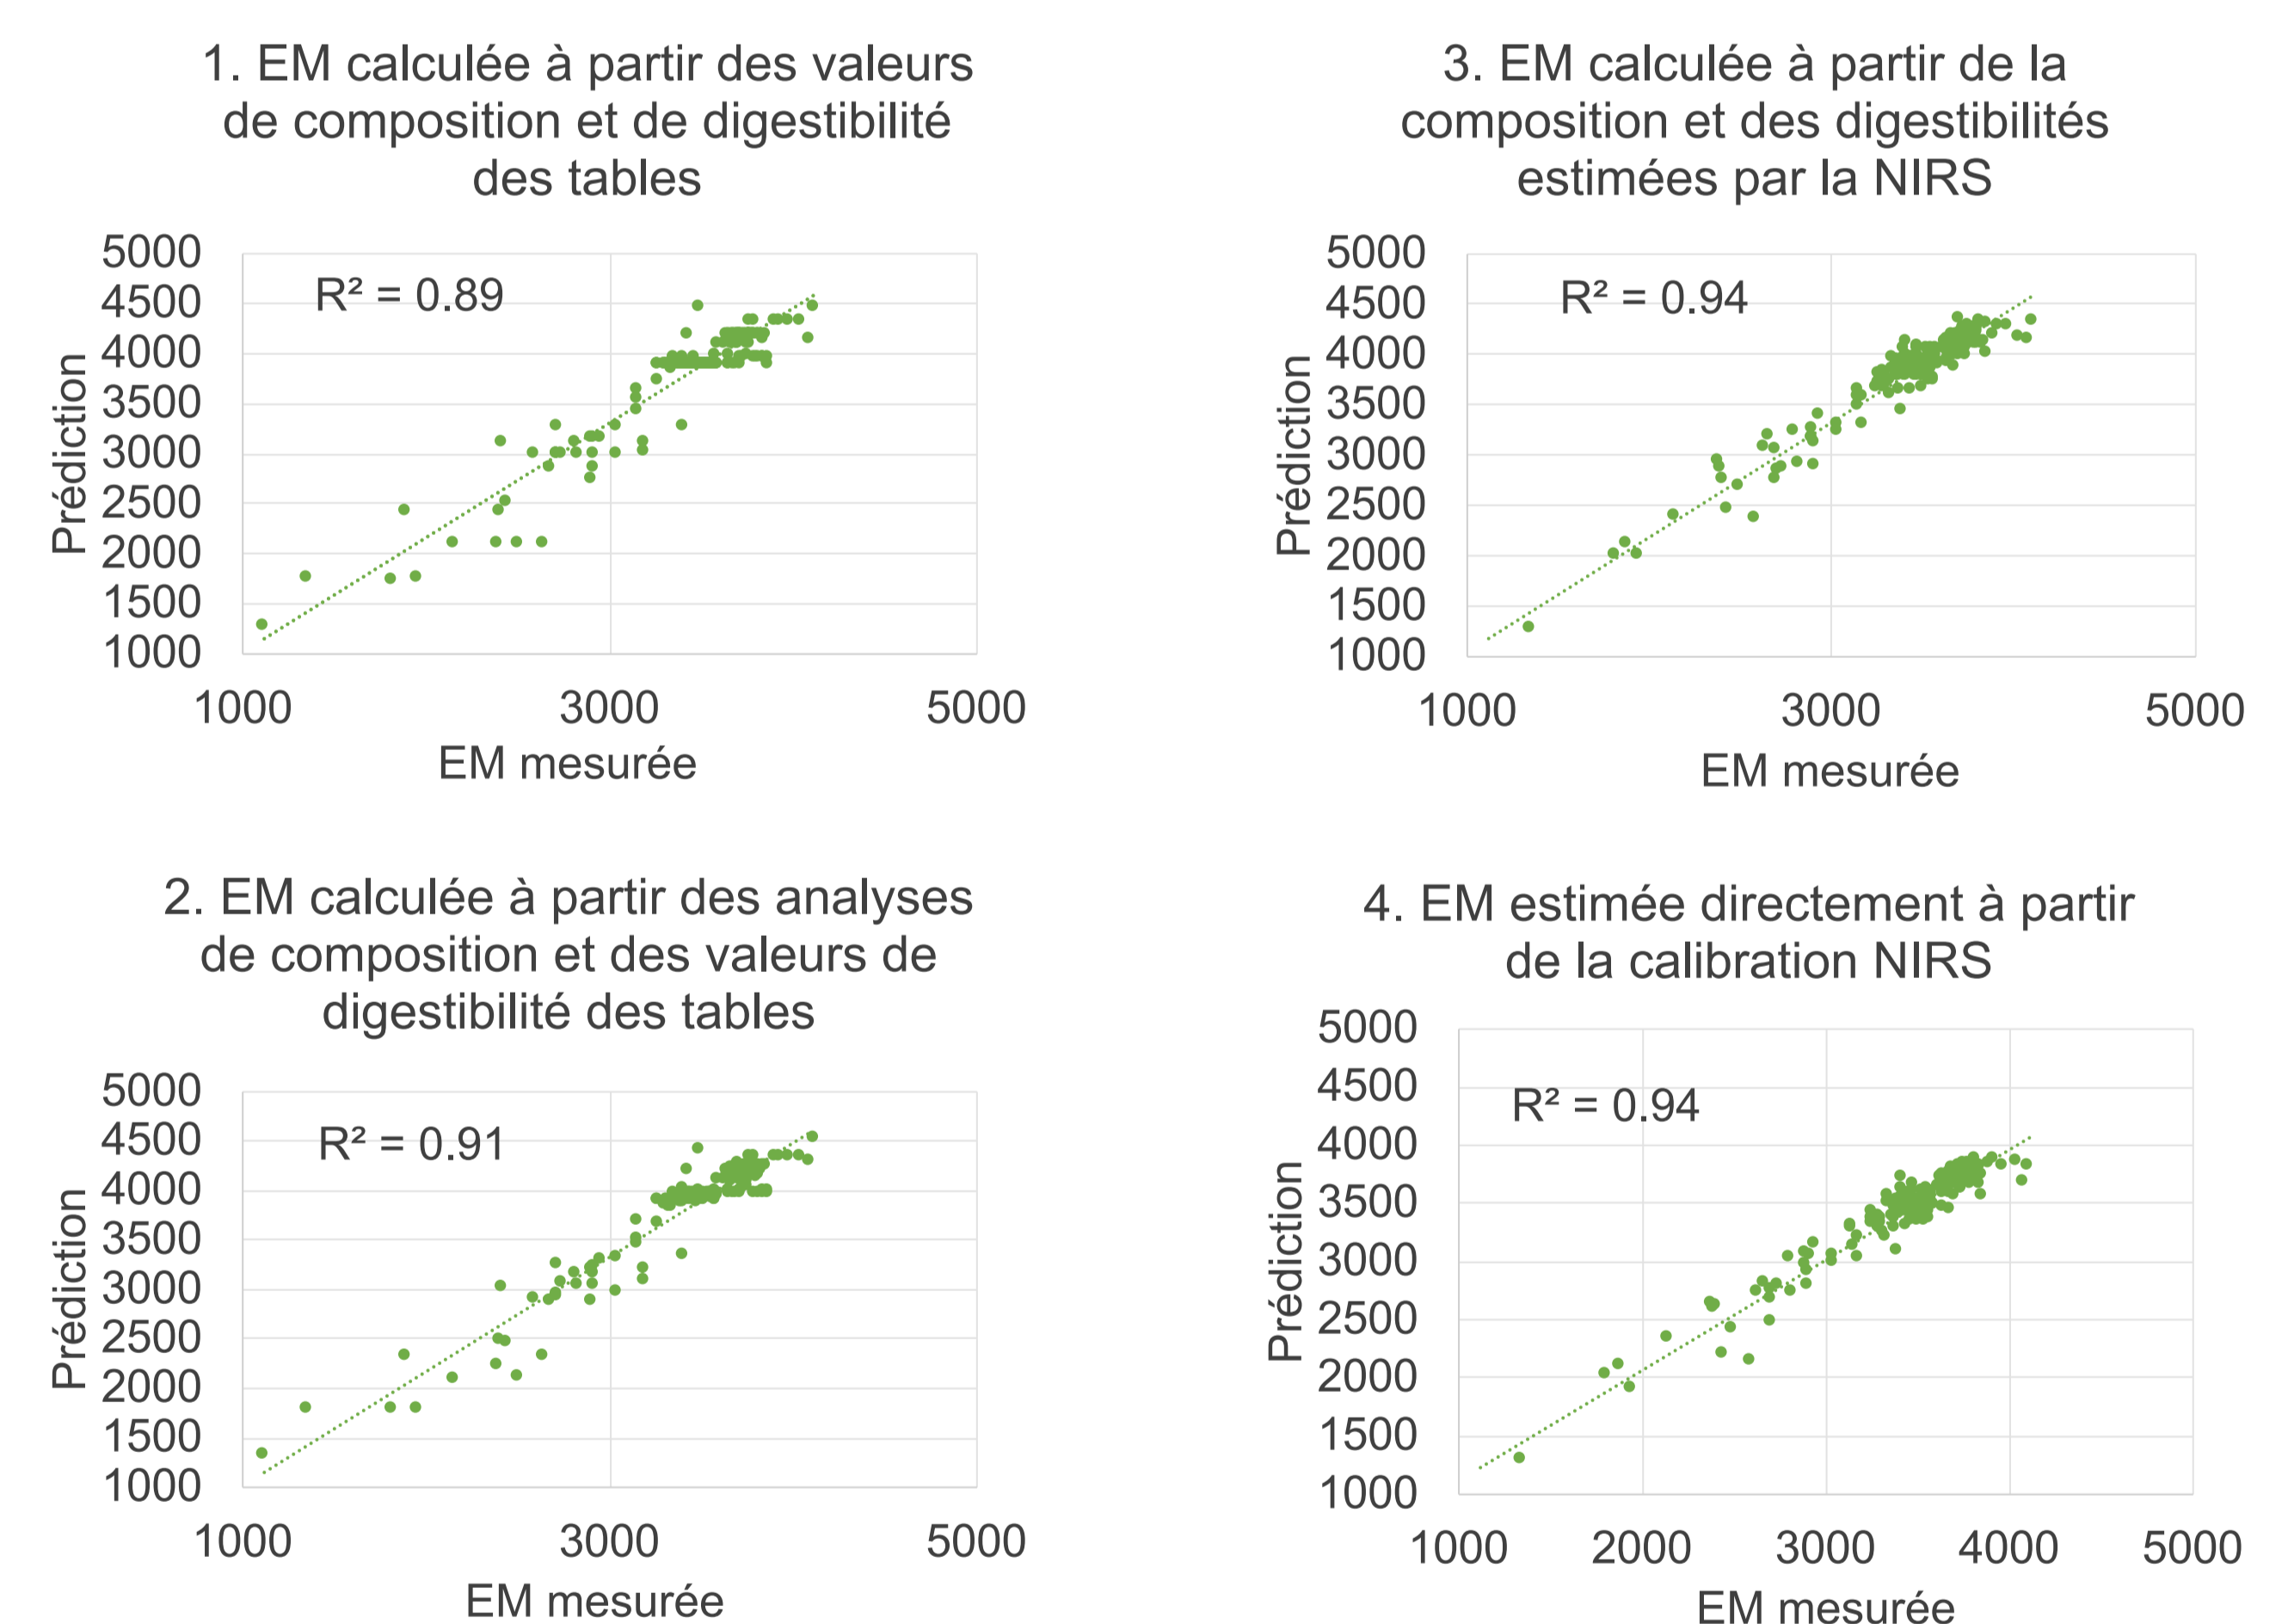 1. EM calculée à partir des valeurs
de composition et de digestibilité
des tables
5000
4500
4000
3500
3000
2500
2000
1500
1000
Prédiction
R² = 0.89
1000 3000 5000
EM mesurée
2. EM calculée à partir des analyses
de composition et des valeurs de
digestibilité des tables
5000
4500
4000
3500
3000
2500
2000
1500
1000
Prédiction
R² = 0.91
1000 3000 5000
EM mesurée
3. EM calculée à partir de la
composition et des digestibilités
estimées par la NIRS
5000
4500
4000
3500
3000
2500
2000
1500
1000
Prédiction
R² = 0.94
1000 3000 5000
EM mesurée
4. EM estimée directement à partir
de la calibration NIRS
5000
4500
4000
3500
3000
2500
2000
1500
1000
Prédiction
R² = 0.94
1000 2000 3000 4000 5000
EM mesurée